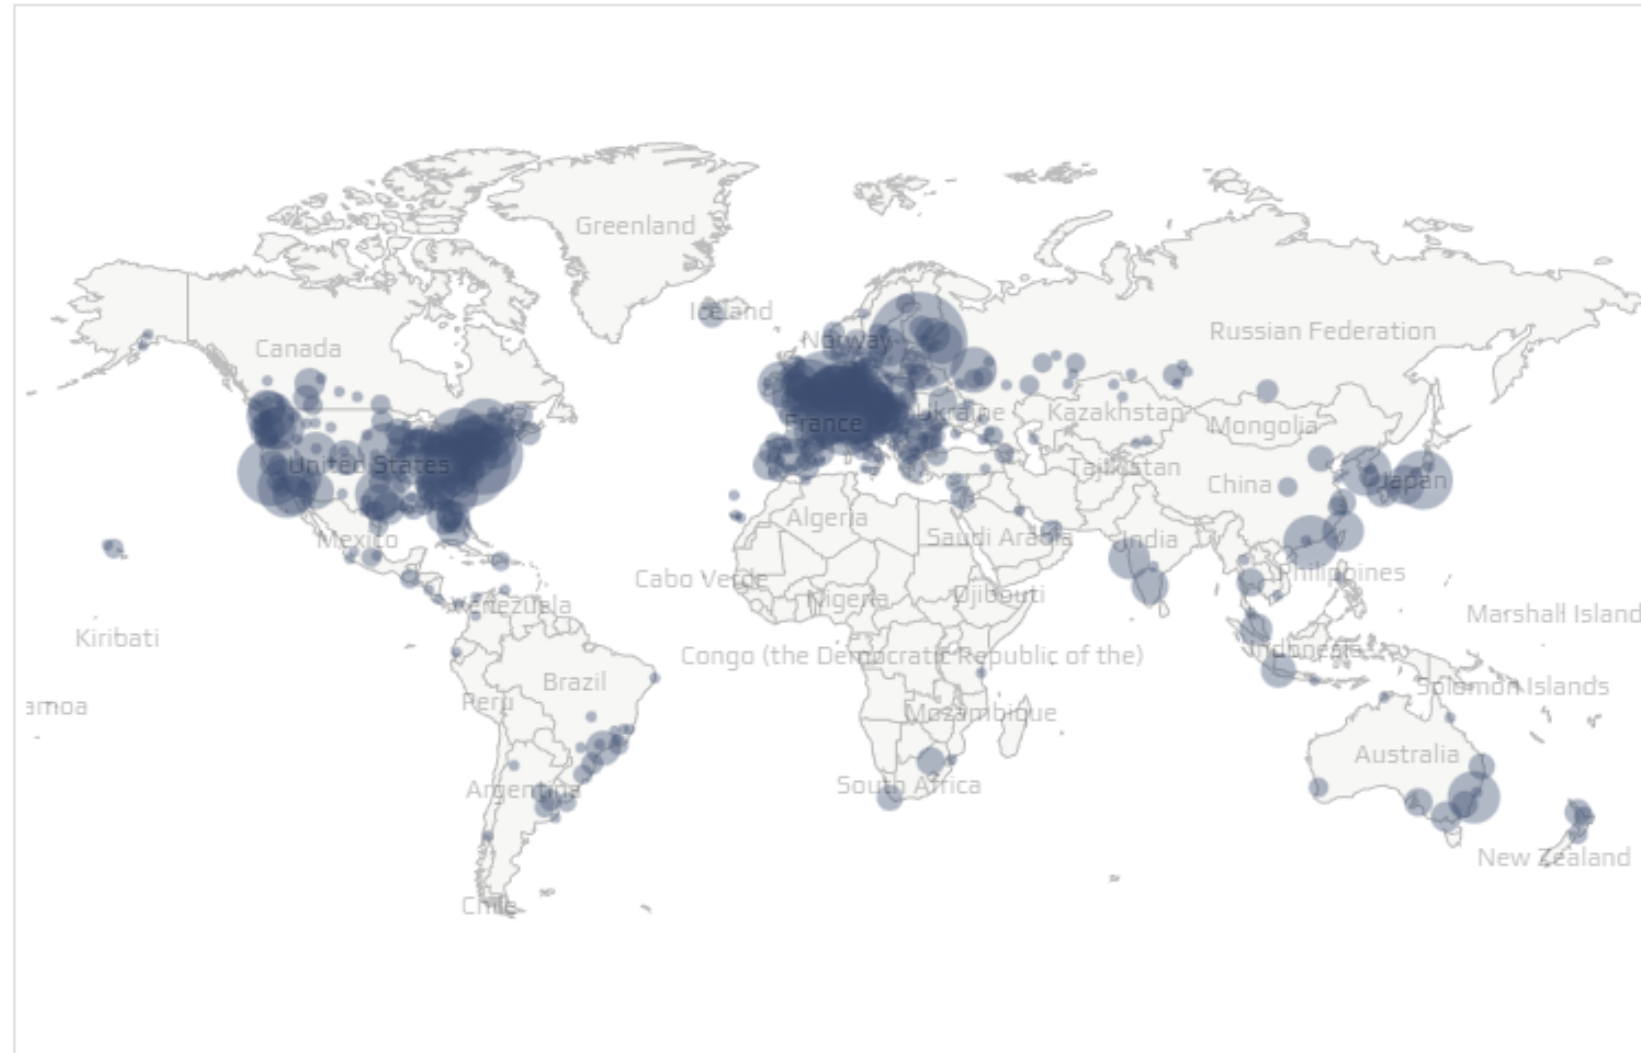 Greenland
Iceland
Norway
Russian Federation
Canada
Ukraine
Kazakhstan
France
Mongolia
United States
Tajikistan
China
Japan
Algeria
Mexico
Saudi Arabia
India
Cabo Verde
Philippines
Nigeria
Djibouti
Venezuela
Marshall Island
Kiribati
Indonesia
Congo (the Democratic Republic of the)
Brazil
Solomon Islands
Peru
amoa
Mozambique
Australia
South Africa
Argentina
New Zealand
Chile